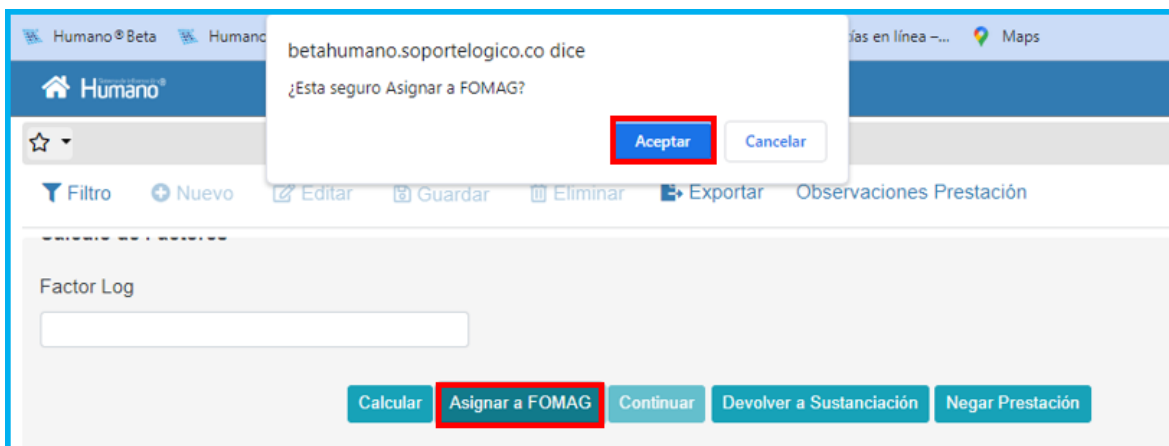 Humano® Beta Humano
ías en línea –... Maps
betahumano.soportelogico.co dice
¿Esta seguro Asignar a FOMAG?
Aceptar Cancelar
Humano®
Filtro Nuevo Editar Guardar Eliminar Exportar Observaciones Prestación
Factor Log
Calcular Asignar a FOMAG Continuar Devolver a Sustanciación Negar Prestación